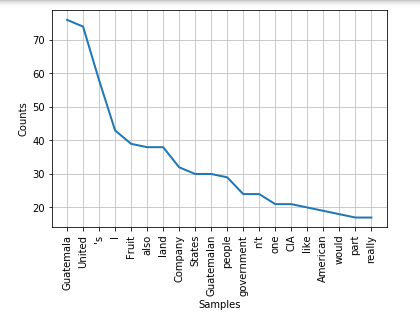 70
60
50
40
30
20
Counts
Guatemala
United
's
I
Fruit
also
land
Company
States
Guatemalan
people
government
n't
one
CIA
like
American
would
part
really
Samples